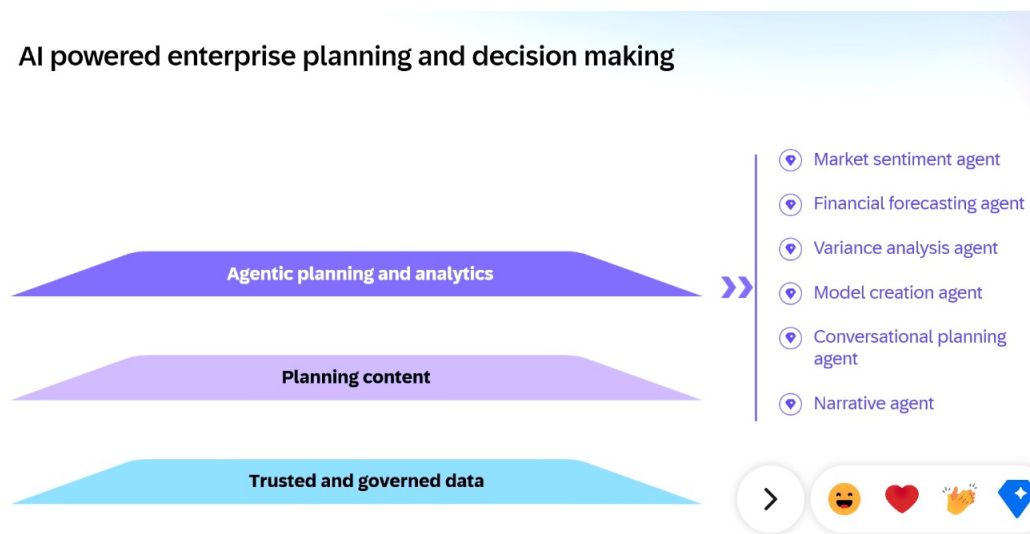 AI powered enterprise planning and decision making
Market sentiment agent
Financial forecasting agent
Variance analysis agent
Agentic planning and analytics
Model creation agent
Conversational planning
agent
Planning content
Narrative agent
Trusted and governed data